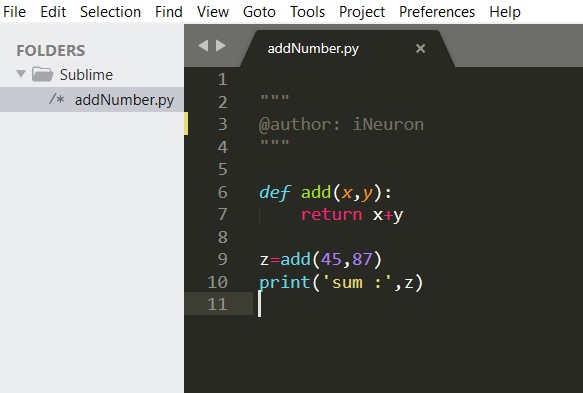 File Edit Selection Find View Goto Tools Project Preferences Help
FOLDERS
Sublime
/* addNumber.py
addNumber.py ×
1
2 """
3 @author: iNeuron
4 """
5
6 def add(x,y):
7     return x+y
8
9 z=add(45,87)
10 print('sum :',z)
11